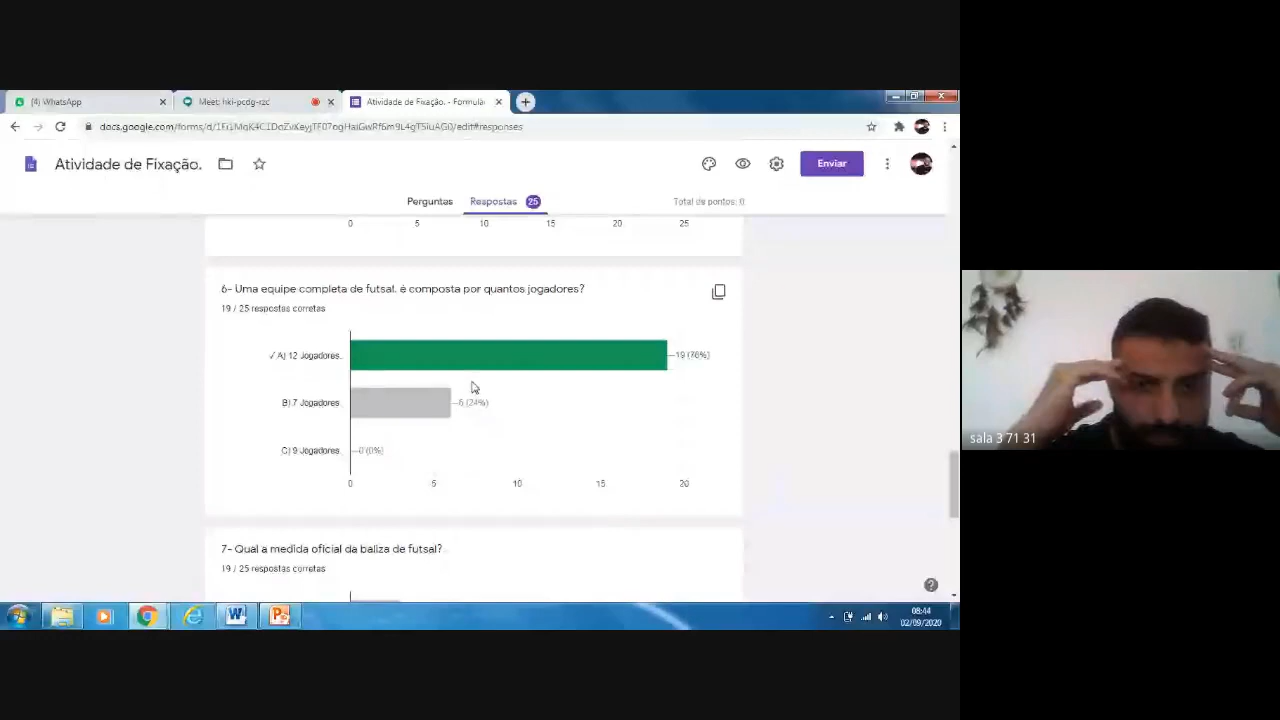 (4) WhatsApp
Meet: hki-pcdg-rzc
Atividade de Fixação. - Formulá
Atividade de Fixação.
Enviar
Perguntas
Respostas 25
Total de pontos: 0
0 5 10 15 20 25
6- Uma equipe completa de futsal, é composta por quantos jogadores?
19 / 25 respostas corretas
✓ A) 12 Jogadores.
19 (76%)
B) 7 Jogadores
6 (24%)
C) 9 Jogadores
0 (0%)
0 5 10 15 20
7- Qual a medida oficial da baliza de futsal?
19 / 25 respostas corretas
sala 3 71 31
08:44
02/09/2020